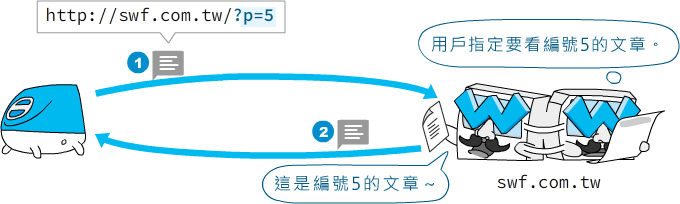 http://swf.com.tw/?p=5
1
用戶指定要看編號5的文章。
2
這是編號5的文章～
swf.com.tw